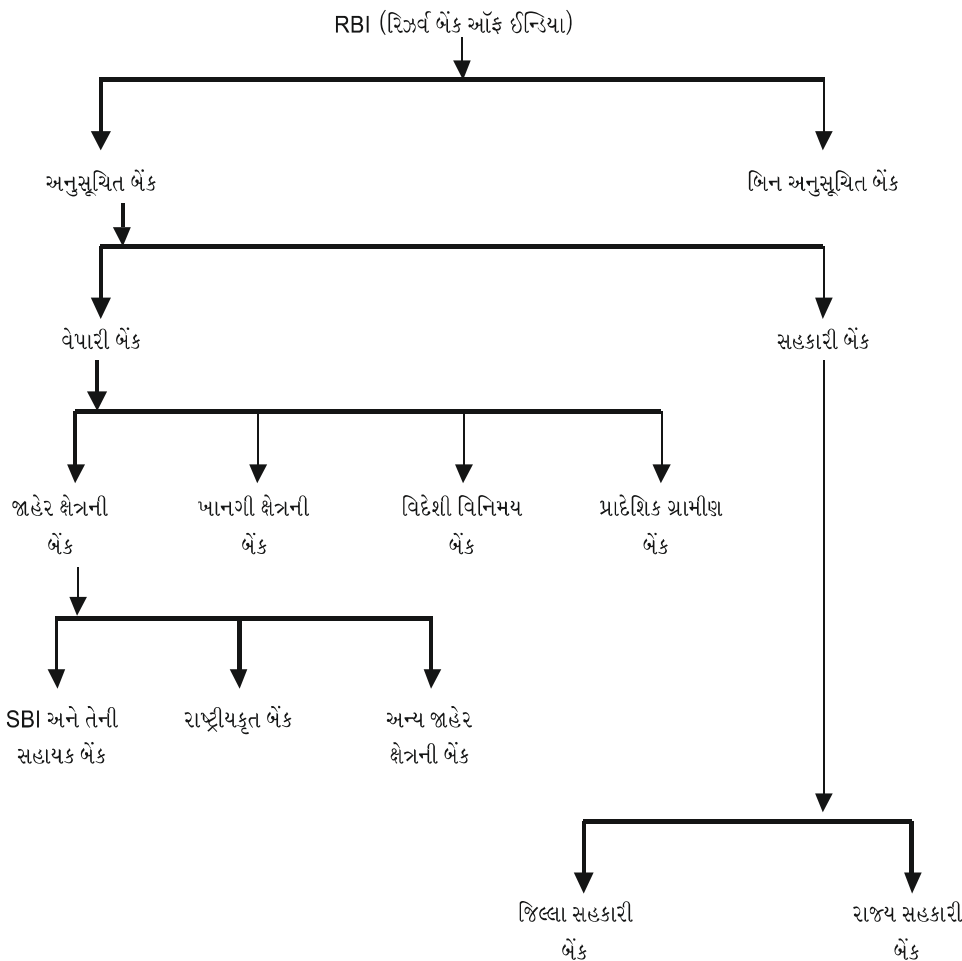 RBI (રિઝર્વ બેંક ઑફ ઈન્ડિયા)
અનુસૂચિત બેંક
બિન અનુસૂચિત બેંક
વેપારી બેંક
સહકારી બેંક
જાહેર ક્ષેત્રની
બેંક
ખાનગી ક્ષેત્રની
બેંક
વિદેશી વિનિમય
બેંક
પ્રાદેશિક ગ્રામીણ
બેંક
SBI અને તેની
સહાયક બેંક
રાષ્ટ્રીયકૃત બેંક
અન્ય જાહેર
ક્ષેત્રની બેંક
જિલ્લા સહકારી
બેંક
રાજય સહકારી
બેંક